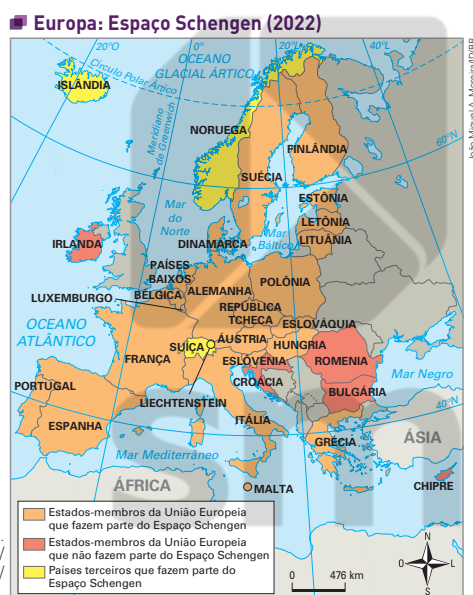 Europa: Espaço Schengen (2022)
20°O
0°
20°L
40°L
OCEANO
GLACIAL ÁRTICO
Círculo Polar Ártico
ISLÂNDIA
Meridiano
de Greenwich
NORUEGA
60°N
FINLÂNDIA
SUÉCIA
ESTÔNIA
Mar
do
Norte
LETÔNIA
Mar
Báltico
LITUÂNIA
IRLANDA
DINAMARCA
PAÍSES
BAIXOS
POLÔNIA
LUXEMBURGO
BÉLGICA
ALEMANHA
REPÚBLICA
TCHECA
OCEANO
ATLÂNTICO
ESLOVÁQUIA
SUÍÇA
ÁUSTRIA
HUNGRIA
FRANÇA
ESLOVÊNIA
ROMENIA
Mar Negro
CROÁCIA
PORTUGAL
BULGÁRIA
LIECHTENSTEIN
40°N
ESPANHA
ITÁLIA
GRÉCIA
ÁSIA
Mar Mediterrâneo
ÁFRICA
MALTA
CHIPRE
Estados-membros da União Europeia
que fazem parte do Espaço Schengen
Estados-membros da União Europeia
que não fazem parte do Espaço Schengen
Países terceiros que fazem parte do
Espaço Schengen
0 476 km
N
O
L
S
sm